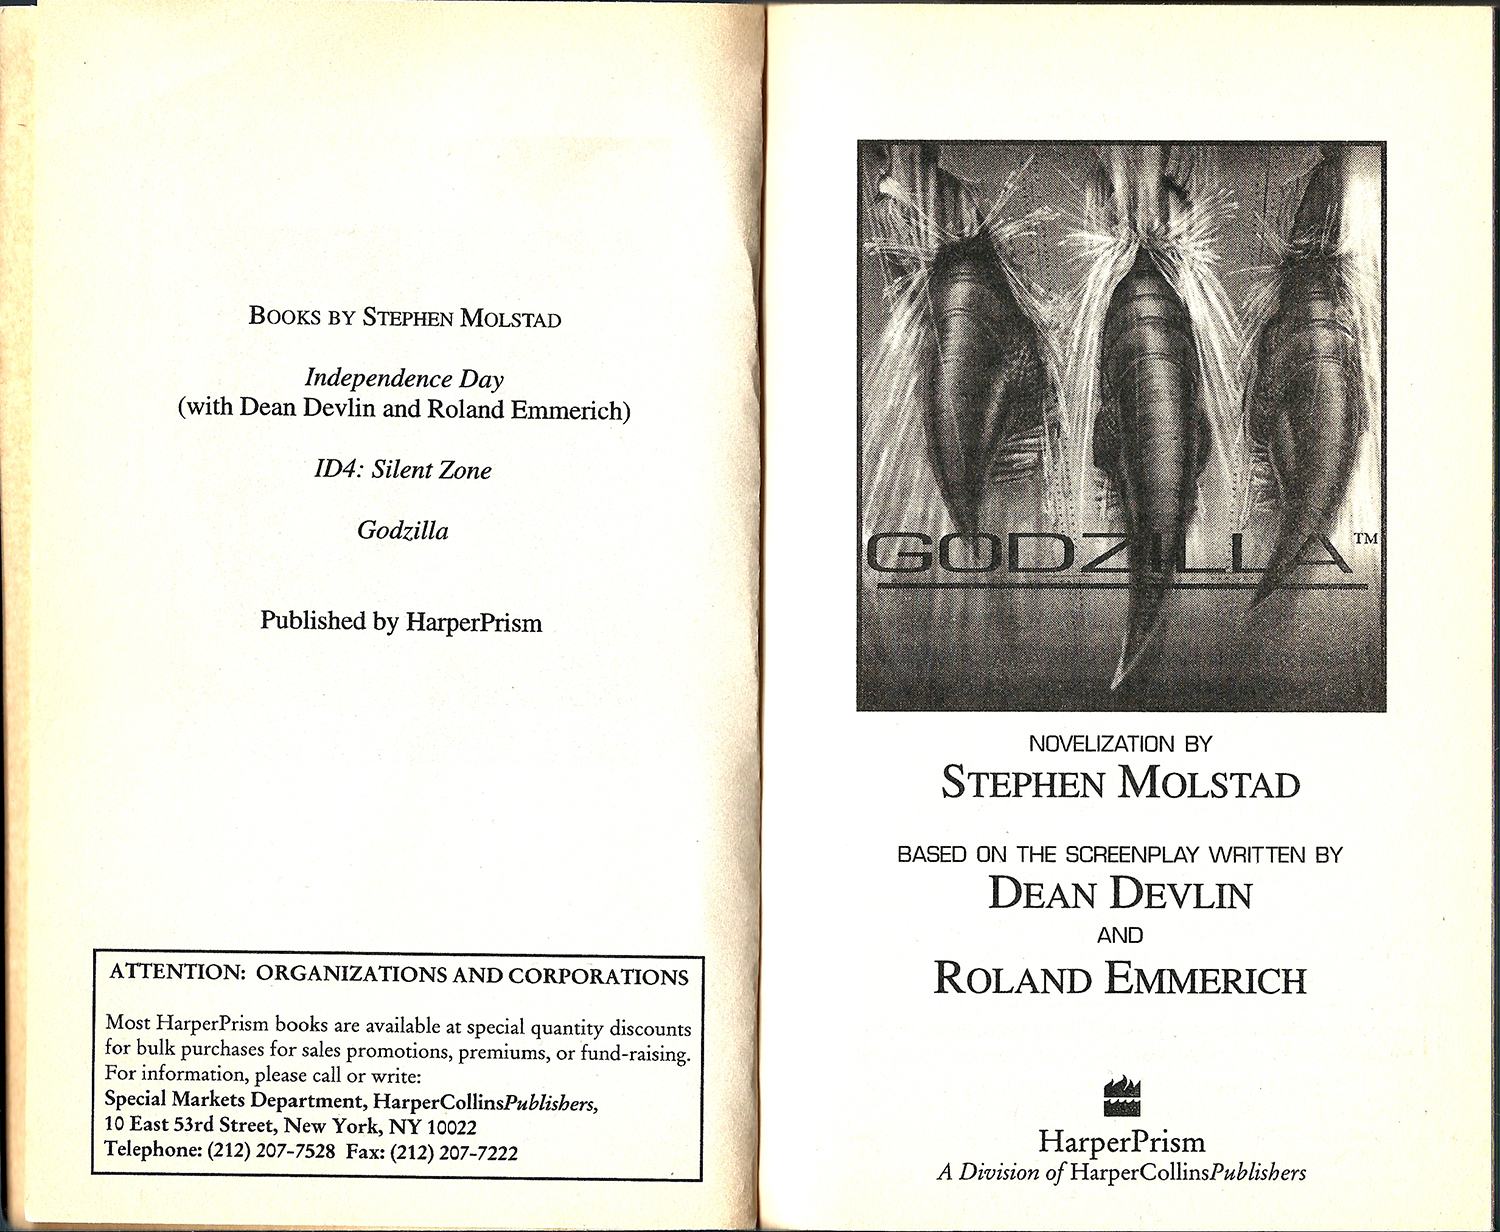 BOOKS BY STEPHEN MOLSTAD
Independence Day
(with Dean Devlin and Roland Emmerich)
ID4: Silent Zone
Godzilla
Published by HarperPrism
ATTENTION: ORGANIZATIONS AND CORPORATIONS
Most HarperPrism books are available at special quantity discounts
for bulk purchases for sales promotions, premiums, or fund-raising.
For information, please call or write:
Special Markets Department, HarperCollinsPublishers,
10 East 53rd Street, New York, NY 10022
Telephone: (212) 207-7528 Fax: (212) 207-7222
GODZILLA™
NOVELIZATION BY
STEPHEN MOLSTAD
BASED ON THE SCREENPLAY WRITTEN BY
DEAN DEVLIN
AND
ROLAND EMMERICH
HarperPrism
A Division of HarperCollinsPublishers